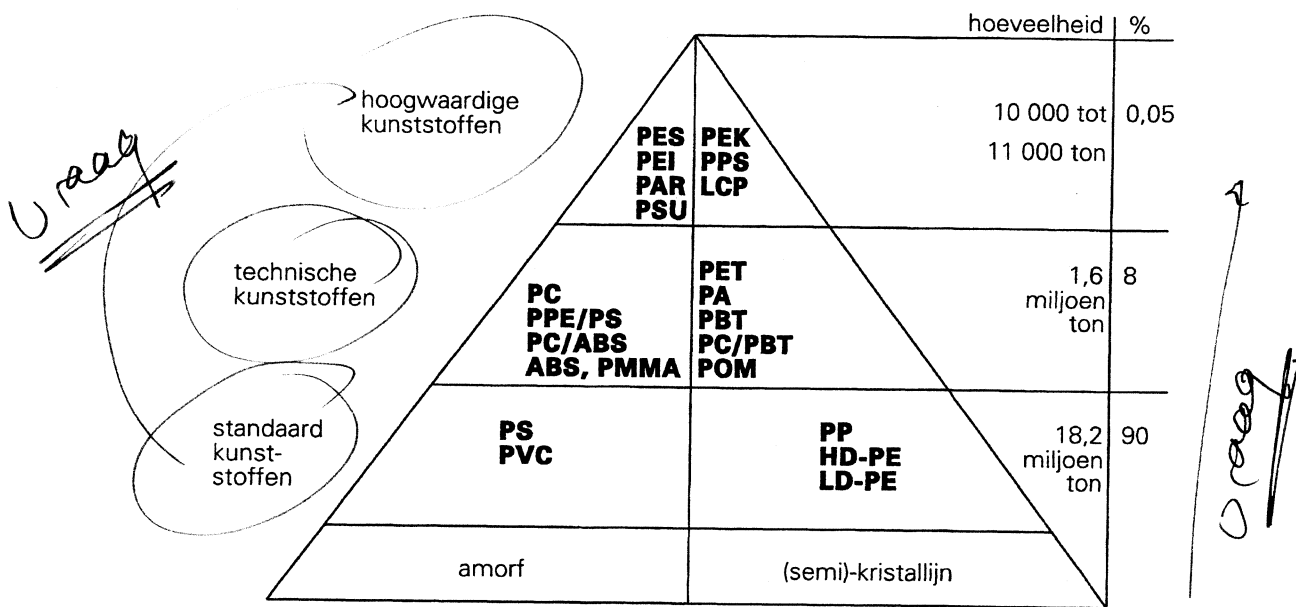 hoeveelheid %
hoogwaardige
kunststoffen
PES PEK
PEI PPS
PAR LCP
PSU
10 000 tot 0,05
11 000 ton
vraag
technische
kunststoffen
PC
PPE/PS
PC/ABS
ABS, PMMA
PET
PA
PBT
PC/PBT
POM
1,6 8
miljoen
ton
standaard
kunst-
stoffen
PS
PVC
PP
HD-PE
LD-PE
18,2 90
miljoen
ton
vraag
amorf (semi)-kristallijn